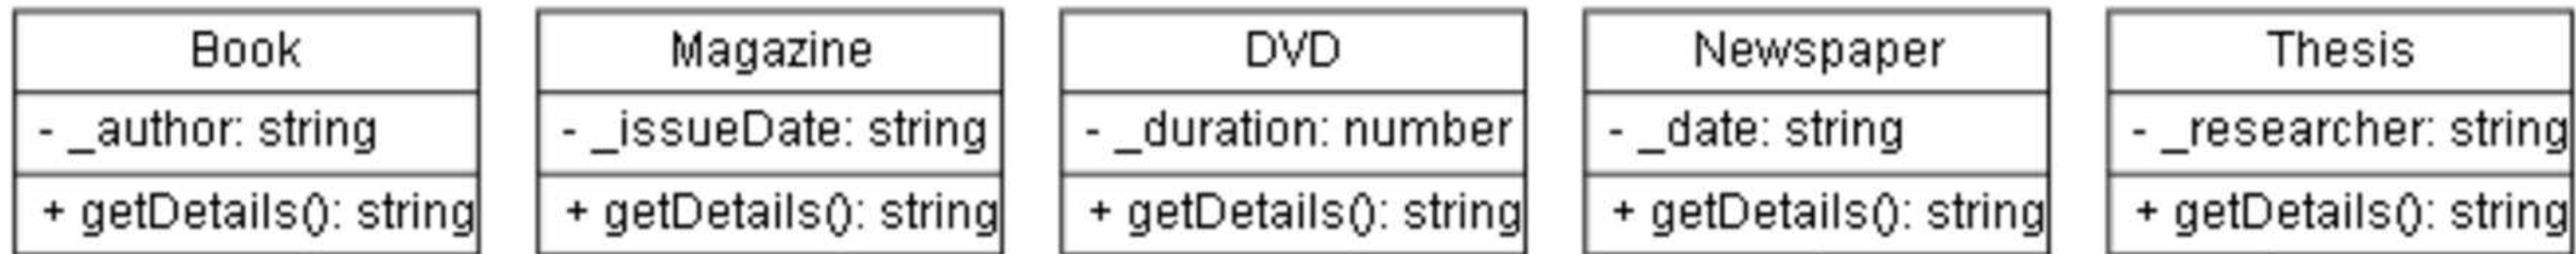 Book
- _author: string
+ getDetails(): string
Magazine
- _issueDate: string
+ getDetails(): string
DVD
- _duration: number
+ getDetails(): string
Newspaper
- _date: string
+ getDetails(): string
Thesis
- _researcher: string
+ getDetails(): string